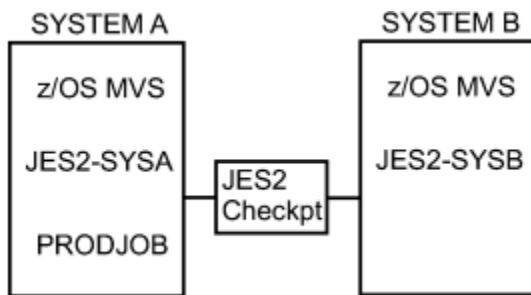 SYSTEM A
SYSTEM B
z/OS MVS
z/OS MVS
JES2-SYSA
JES2-SYSB
JES2
Checkpt
PRODJOB